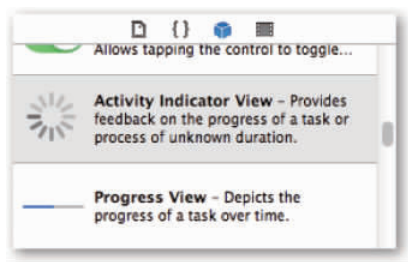 { }
Allows tapping the control to toggle...
Activity Indicator View – Provides
feedback on the progress of a task or
process of unknown duration.
Progress View – Depicts the
progress of a task over time.